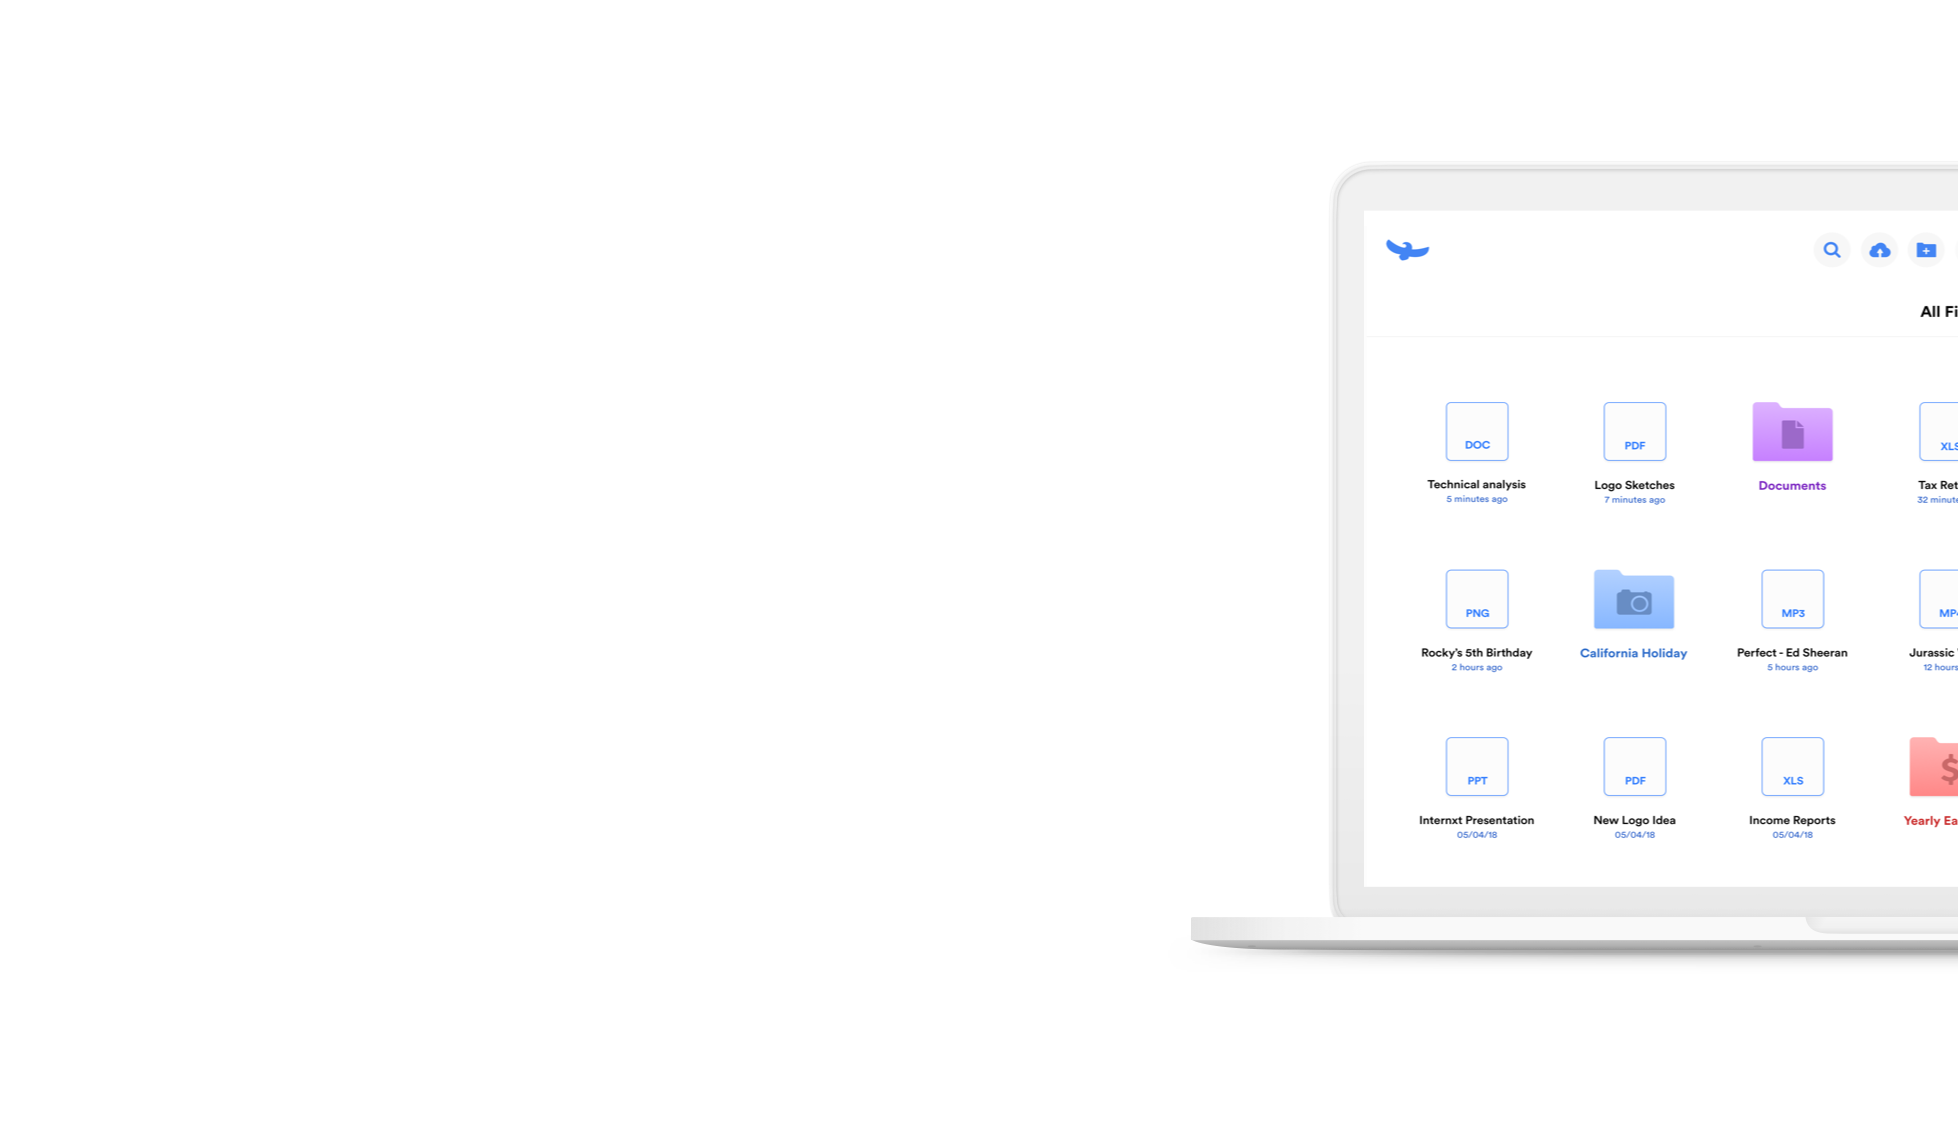 All Fi
DOC
PDF
XLS
Technical analysis
Logo Sketches
Documents
Tax Ret
5 minutes ago
7 minutes ago
32 minute
PNG
MP3
MP4
Rocky's 5th Birthday
California Holiday
Perfect - Ed Sheeran
Jurassic
2 hours ago
5 hours ago
12 hours
PPT
PDF
XLS
$
Internxt Presentation
New Logo Idea
Income Reports
Yearly Ea
05/04/18
05/04/18
05/04/18